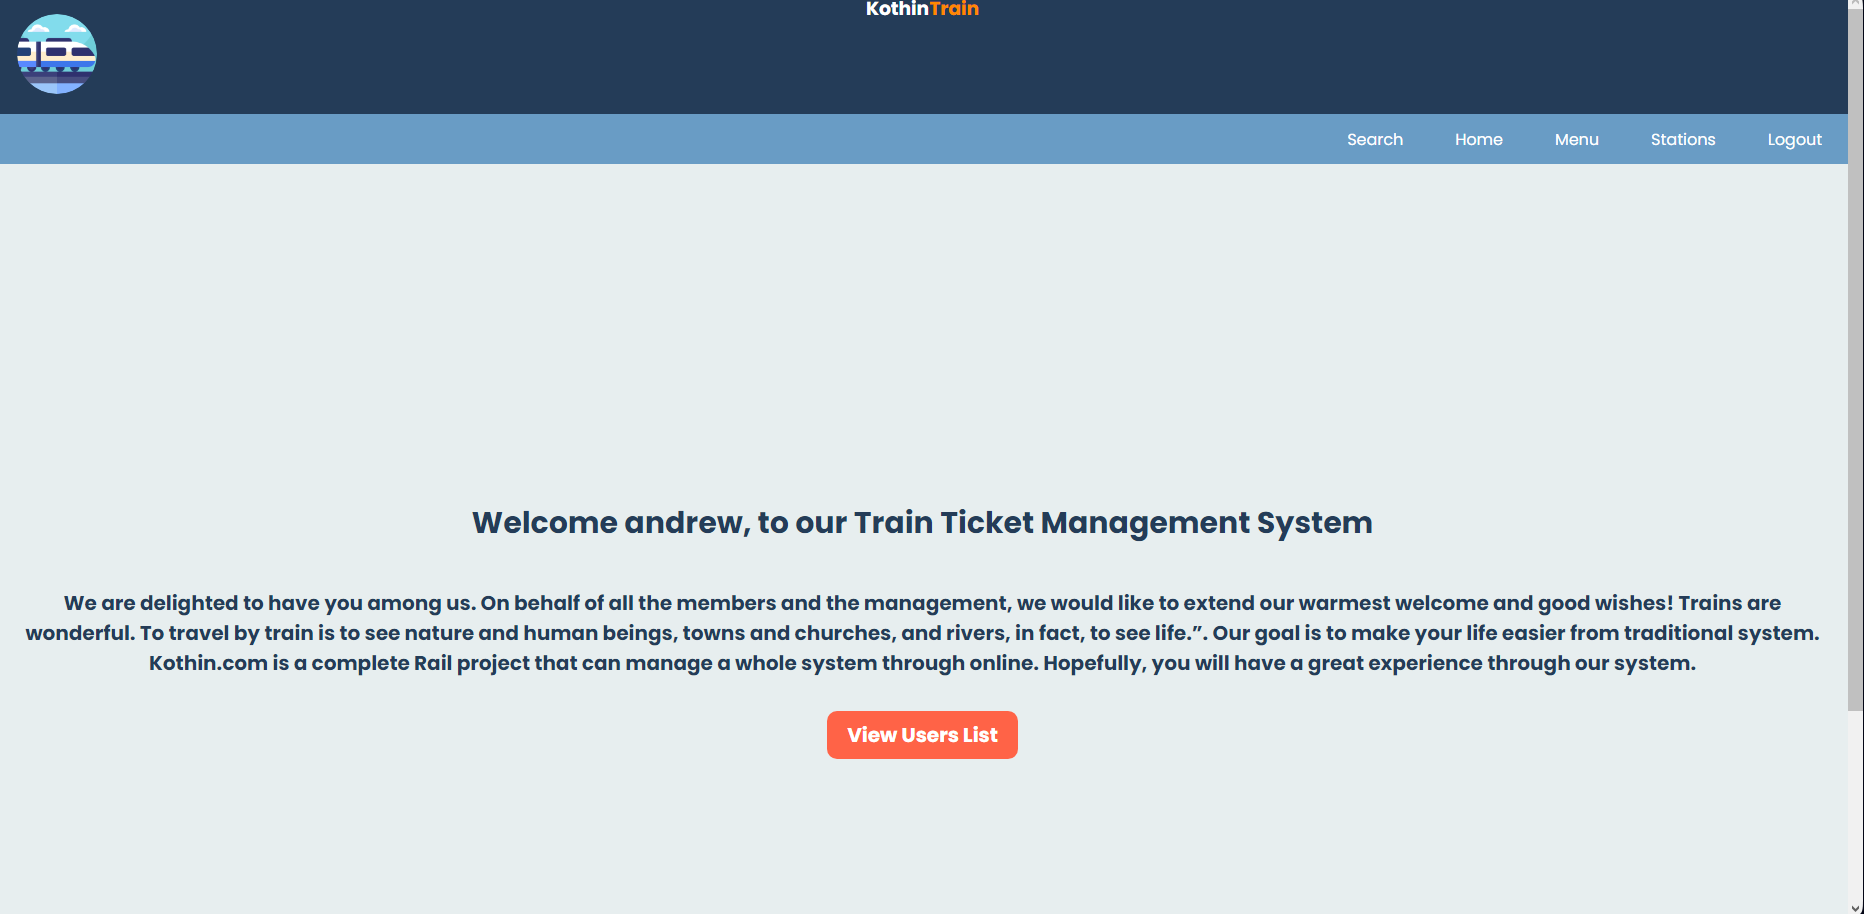 KothinTrain
Search Home Menu Stations Logout
Welcome andrew, to our Train Ticket Management System
We are delighted to have you among us. On behalf of all the members and the management, we would like to extend our warmest welcome and good wishes! Trains are
wonderful. To travel by train is to see nature and human beings, towns and churches, and rivers, in fact, to see life.”. Our goal is to make your life easier from traditional system.
Kothin.com is a complete Rail project that can manage a whole system through online. Hopefully, you will have a great experience through our system.
View Users List